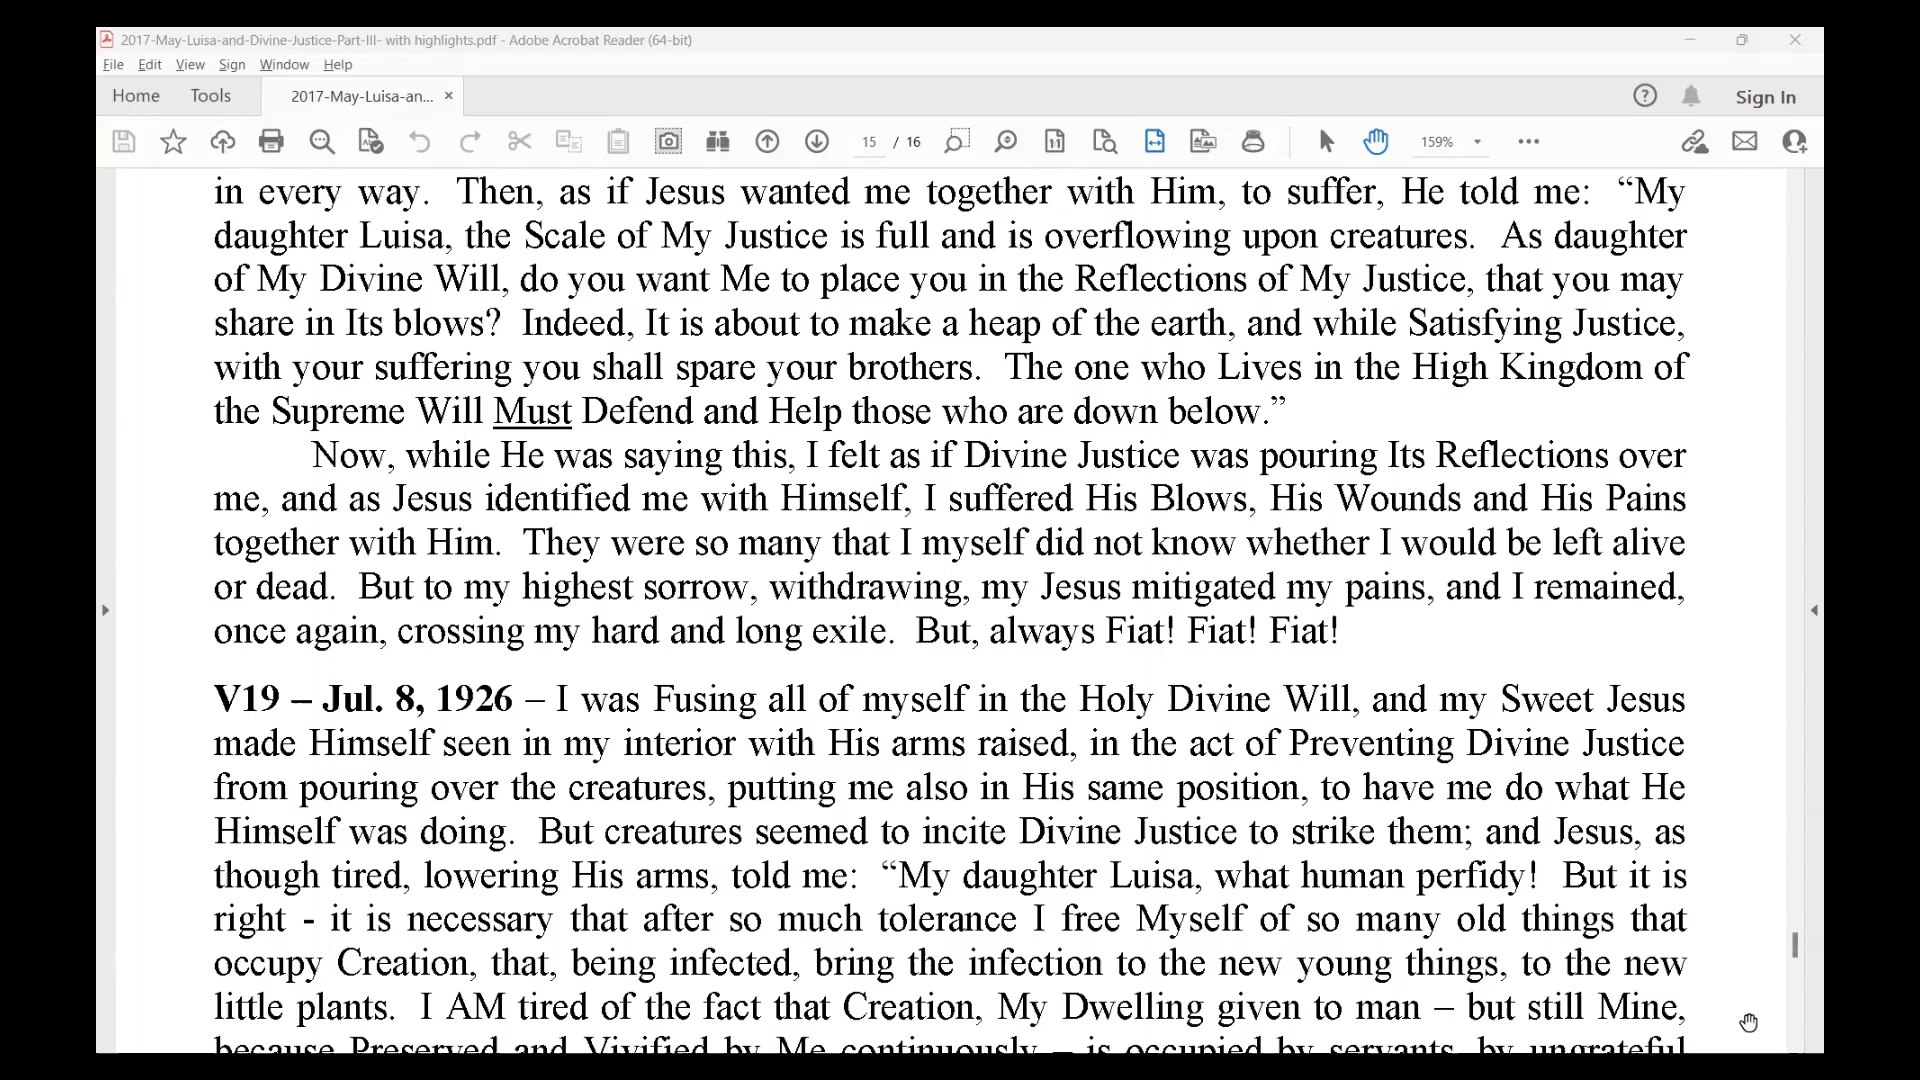 2017-May-Luisa-and-Divine-Justice-Part-III- with highlights.pdf - Adobe Acrobat Reader (64-bit)
File Edit View Sign Window Help
Home Tools 2017-May-Luisa-an... × Sign In
15 / 16 159%
in every way. Then, as if Jesus wanted me together with Him, to suffer, He told me: “My
daughter Luisa, the Scale of My Justice is full and is overflowing upon creatures. As daughter
of My Divine Will, do you want Me to place you in the Reflections of My Justice, that you may
share in Its blows? Indeed, It is about to make a heap of the earth, and while Satisfying Justice,
with your suffering you shall spare your brothers. The one who Lives in the High Kingdom of
the Supreme Will Must Defend and Help those who are down below.”
Now, while He was saying this, I felt as if Divine Justice was pouring Its Reflections over
me, and as Jesus identified me with Himself, I suffered His Blows, His Wounds and His Pains
together with Him. They were so many that I myself did not know whether I would be left alive
or dead. But to my highest sorrow, withdrawing, my Jesus mitigated my pains, and I remained,
once again, crossing my hard and long exile. But, always Fiat! Fiat! Fiat!
V19 – Jul. 8, 1926 – I was Fusing all of myself in the Holy Divine Will, and my Sweet Jesus
made Himself seen in my interior with His arms raised, in the act of Preventing Divine Justice
from pouring over the creatures, putting me also in His same position, to have me do what He
Himself was doing. But creatures seemed to incite Divine Justice to strike them; and Jesus, as
though tired, lowering His arms, told me: “My daughter Luisa, what human perfidy! But it is
right - it is necessary that after so much tolerance I free Myself of so many old things that
occupy Creation, that, being infected, bring the infection to the new young things, to the new
little plants. I AM tired of the fact that Creation, My Dwelling given to man – but still Mine,
because Preserved and Vivified by Me continuously – is occupied by servants, by ungrateful